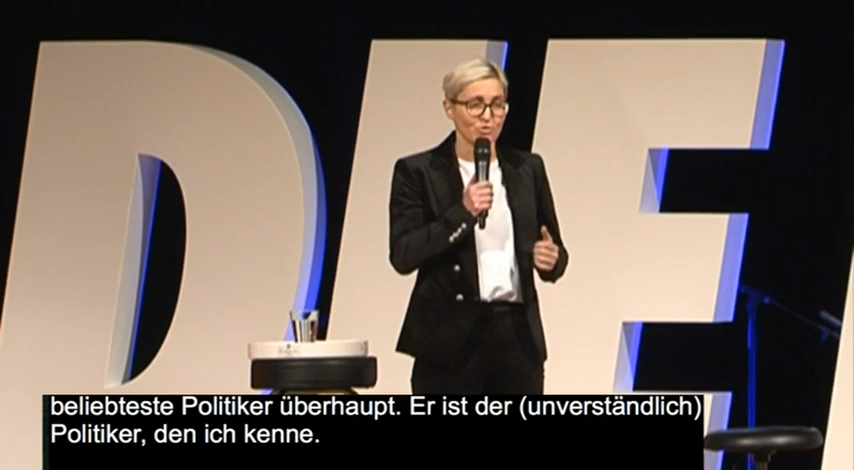 DIE
beliebteste Politiker überhaupt. Er ist der (unverständlich)
Politiker, den ich kenne.